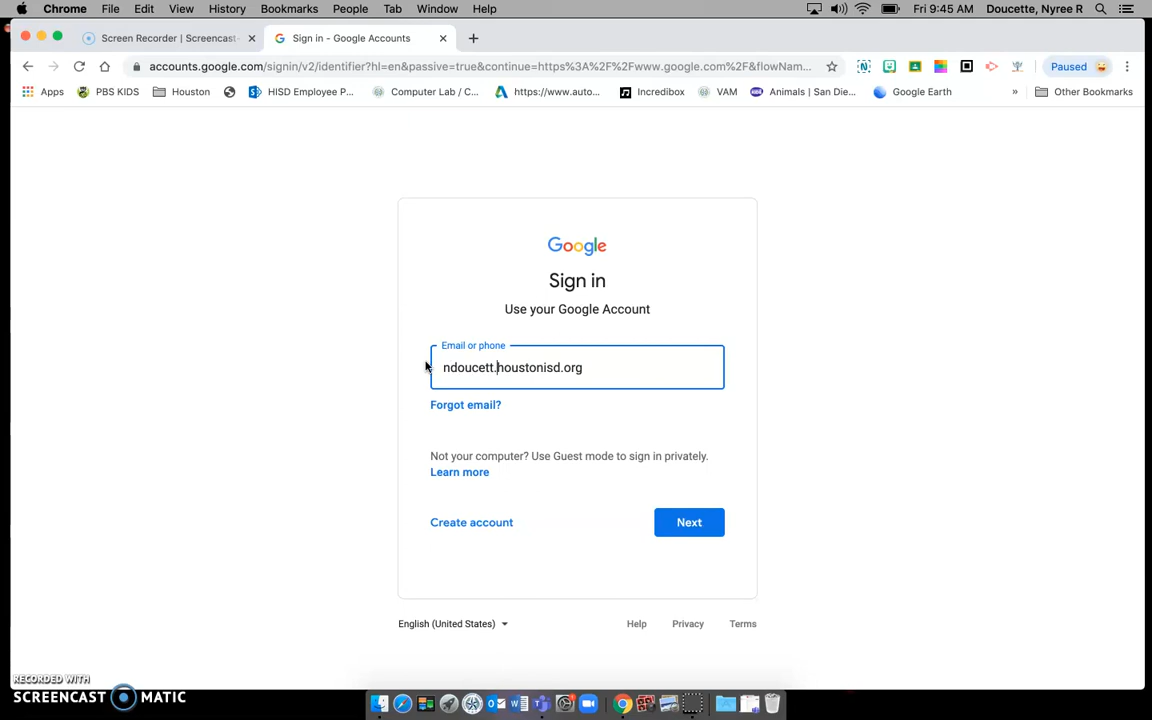 Chrome File Edit View History Bookmarks People Tab Window Help Fri 9:45 AM Doucette, Nyree R
Screen Recorder | Screencast- Sign in - Google Accounts
accounts.google.com/signin/v2/identifier?hl=en&passive=true&continue=https%3A%2F%2Fwww.google.com%2F&flowNam... Paused
Apps PBS KIDS Houston HISD Employee P... Computer Lab / C... https://www.auto... Incredibox VAM Animals | San Die... Google Earth » Other Bookmarks
Google
Sign in
Use your Google Account
Email or phone
ndoucett.houstonisd.org
Forgot email?
Not your computer? Use Guest mode to sign in privately.
Learn more
Create account Next
English (United States) Help Privacy Terms
RECORDED WITH
SCREENCAST MATIC